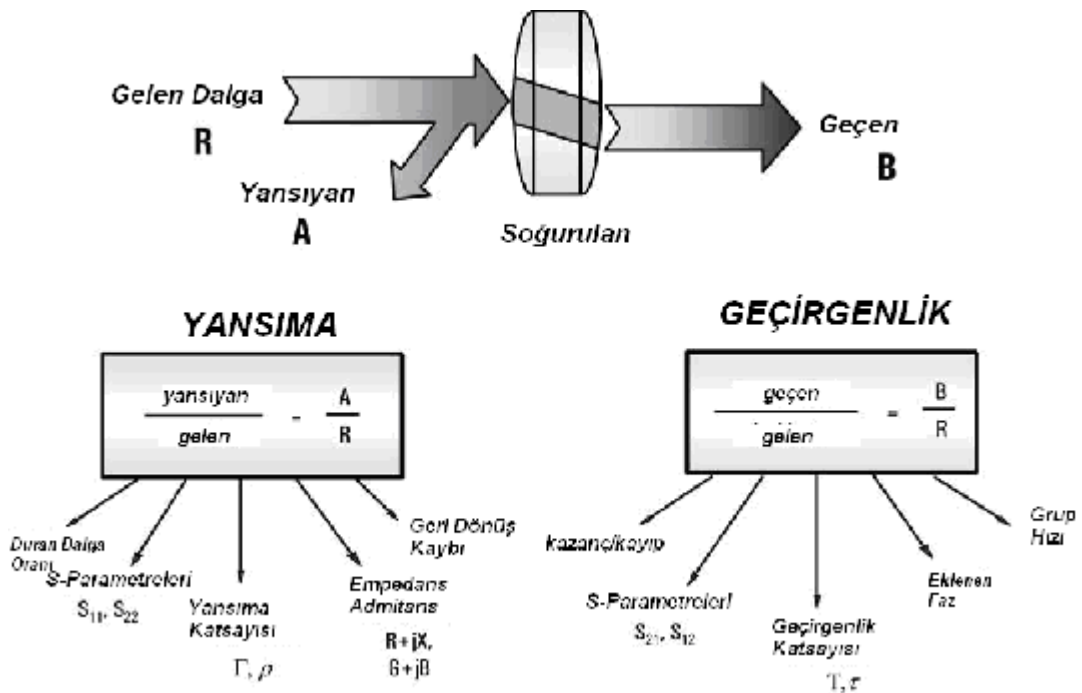 Gelen Dalga
R
Yansıyan
A
Soğurulan
Geçen
B
YANSIMA
yansıyan
gelen
- A
R
Duran Dalga
Oranı
S-Parametreleri
S₁₁, S₂₂
Yansıma
Katsayısı
Γ, ρ
Empedans
Admitans
R+jX,
G+jB
Geri Dönüş
Kaybı
GEÇİRGENLİK
geçen
gelen
= B
R
kazanç/kayıp
S-Parametreleri
S₂₁, S₁₂
Geçirgenlik
Katsayısı
T, τ
Eklenen
Faz
Grup
Hızı